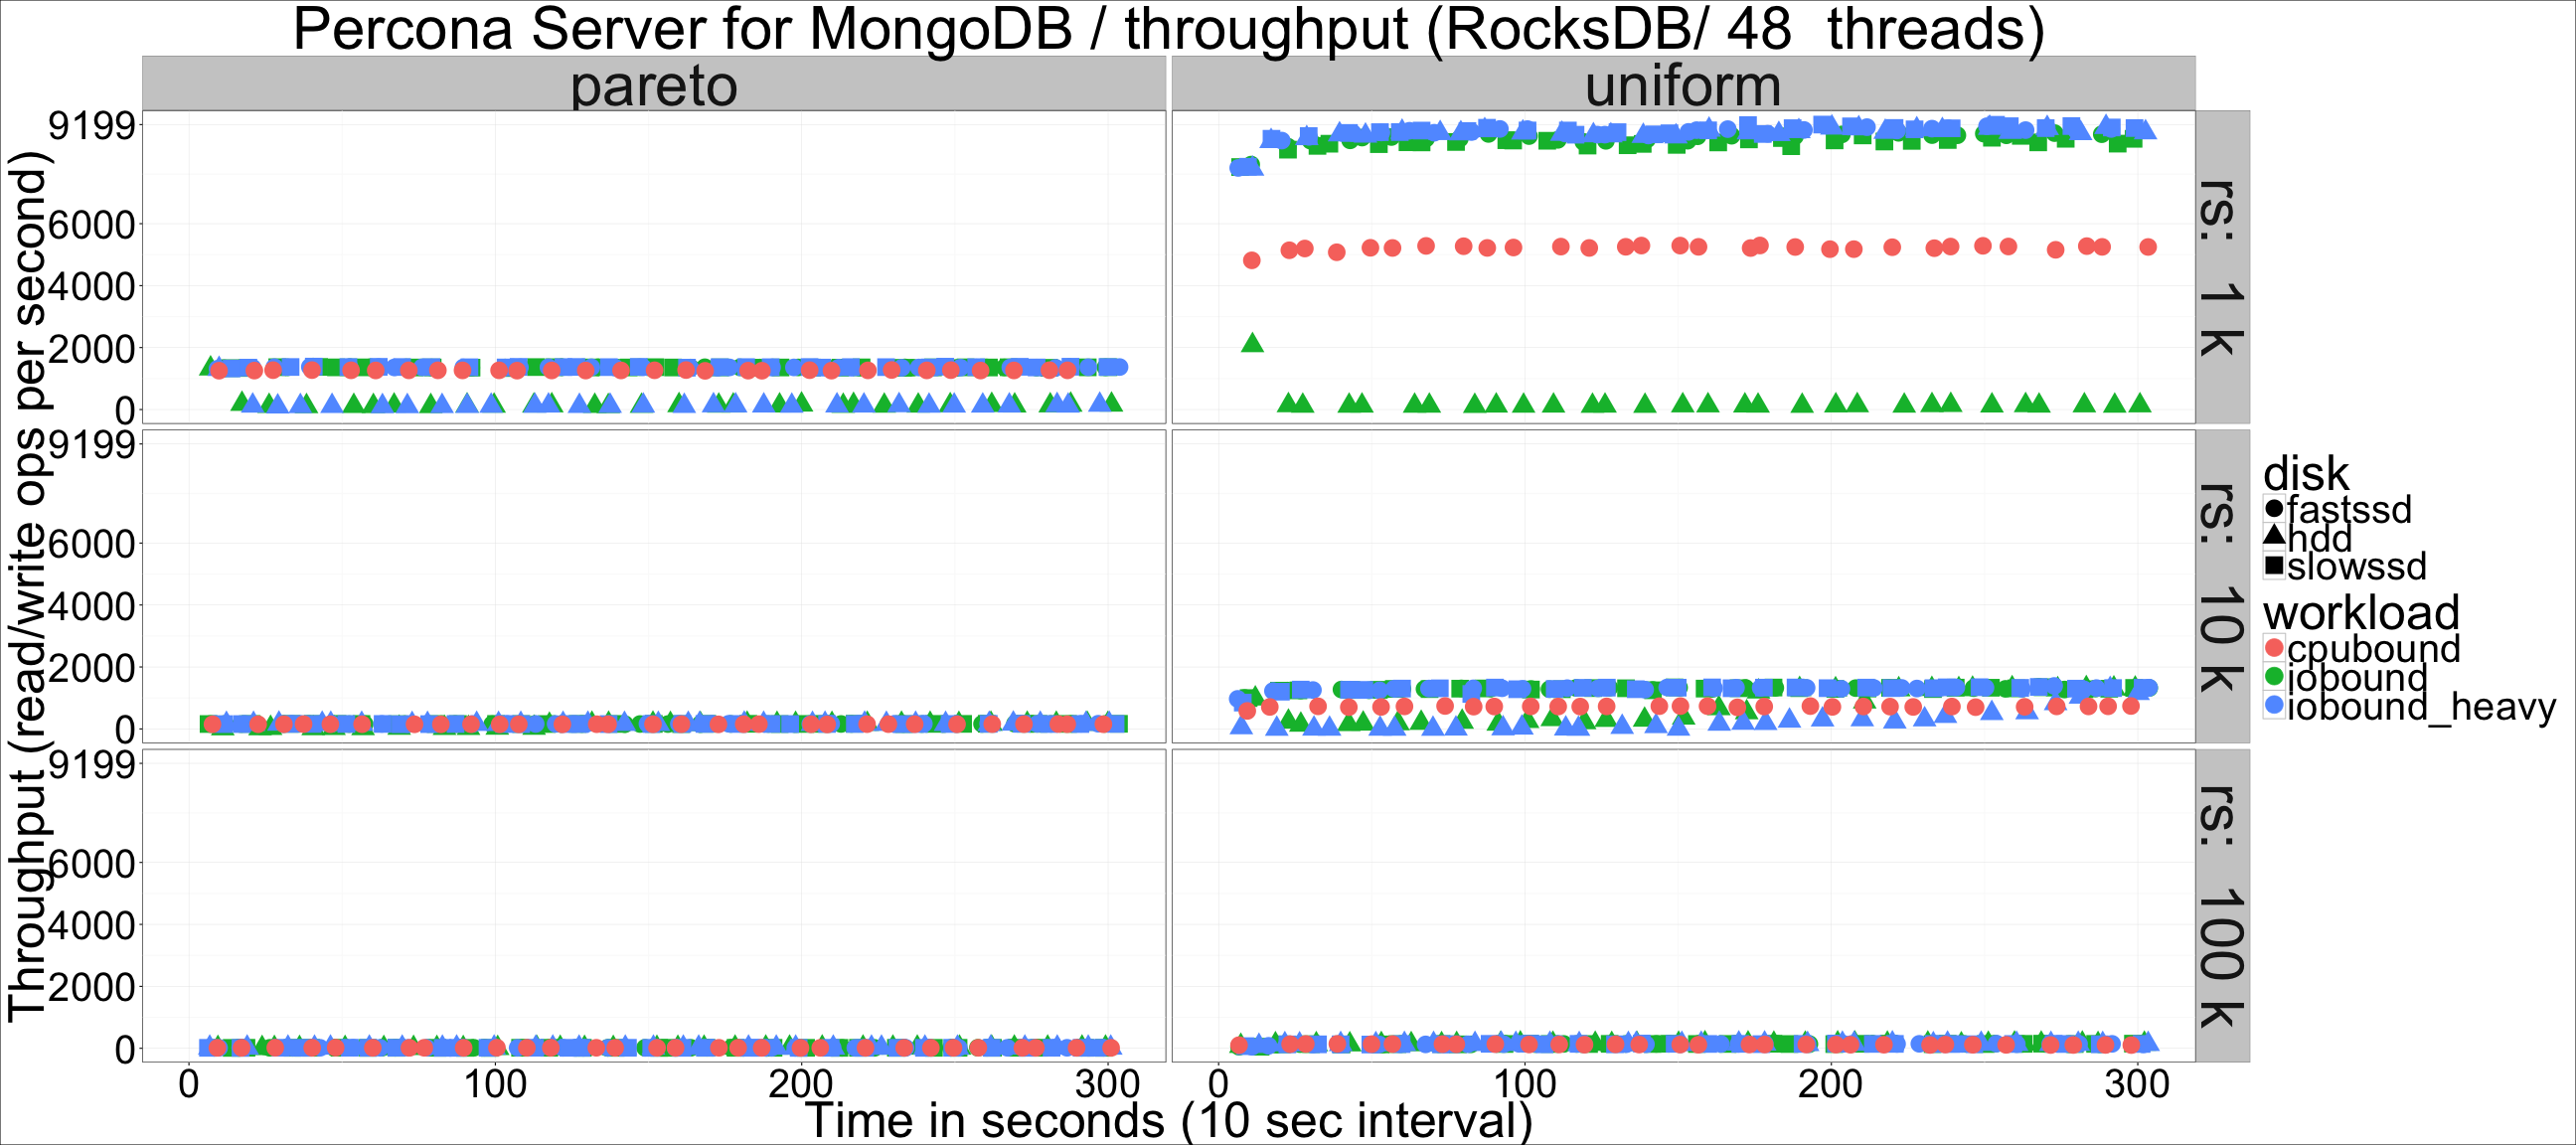 Percona Server for MongoDB / throughput (RocksDB/ 48  threads)
pareto
uniform
Throughput (read/write ops per second)
9199
6000
4000
2000
0
rs:  1 k
9199
6000
4000
2000
0
rs:  10 k
9199
6000
4000
2000
0
rs:  100 k
0 100 200 300
0 100 200 300
Time in seconds (10 sec interval)
disk
fastssd
hdd
slowssd
workload
cpubound
iobound
iobound_heavy